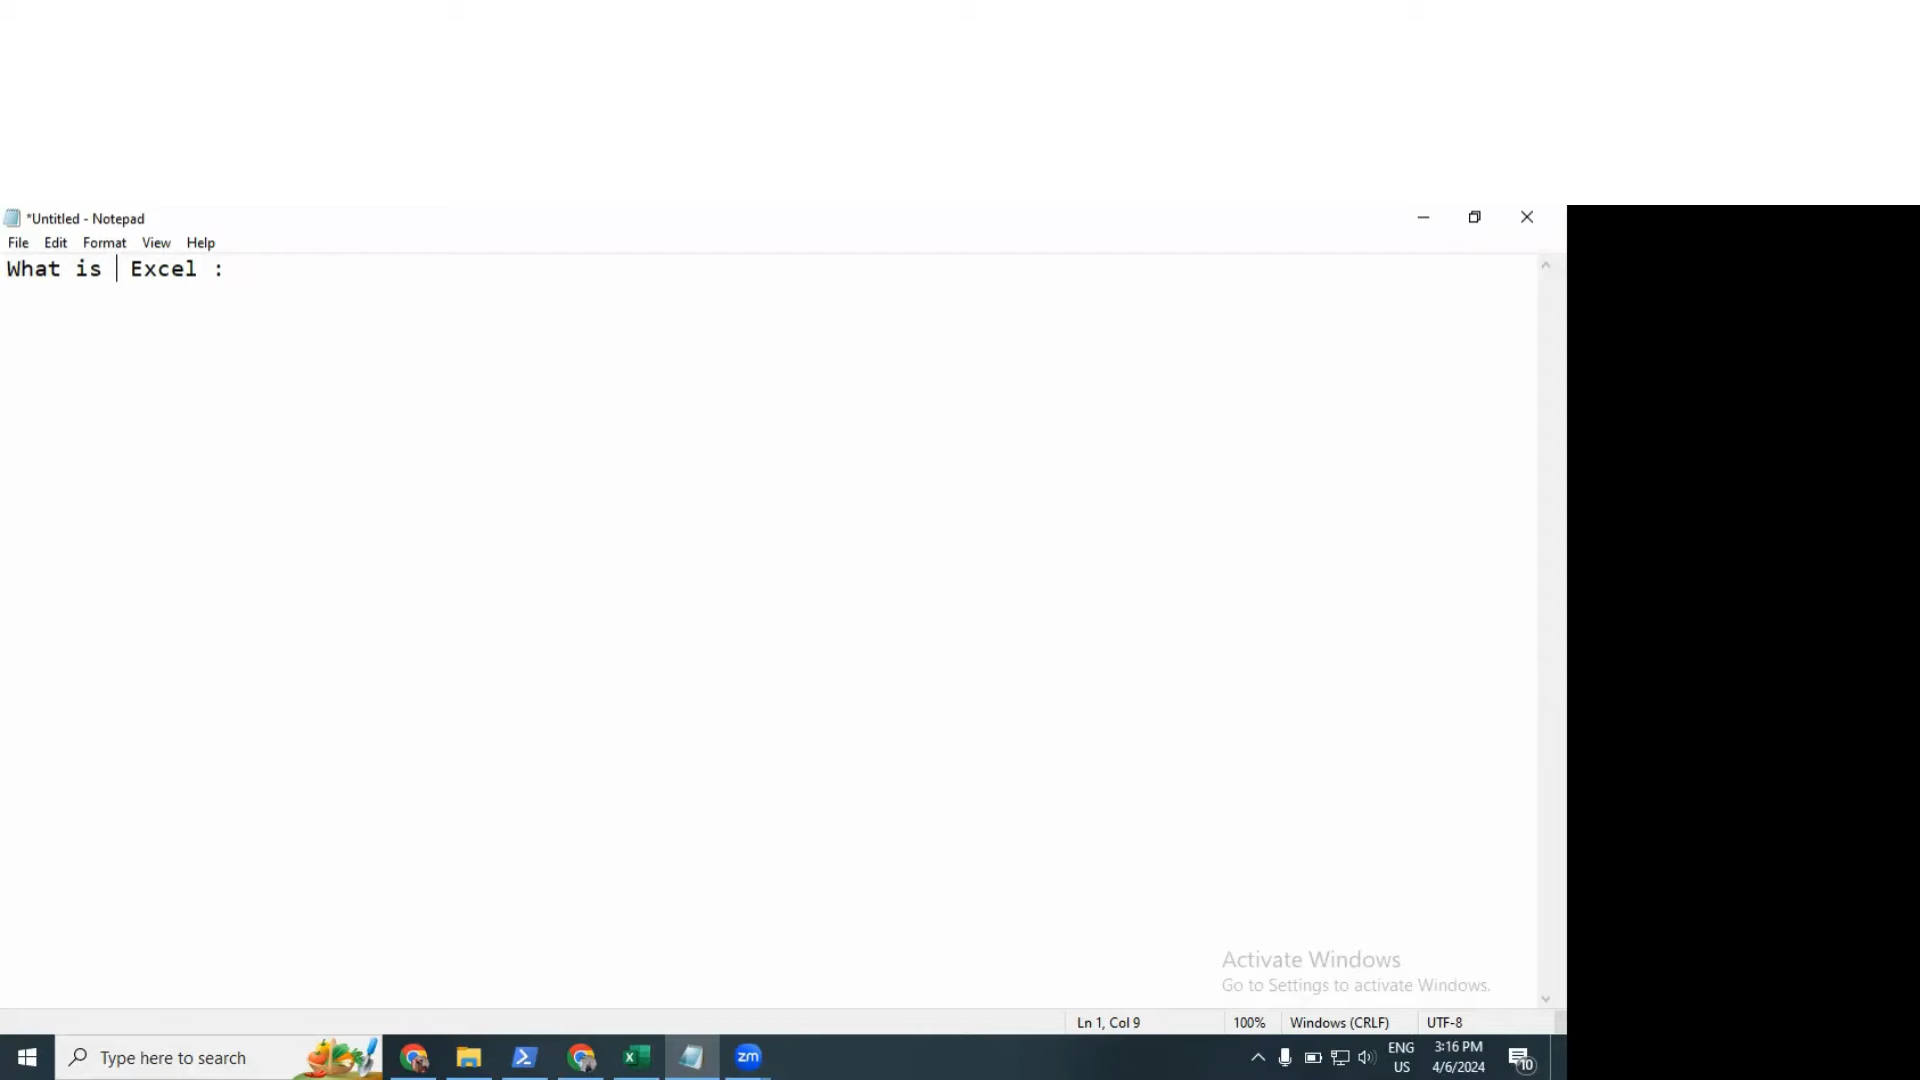 *Untitled - Notepad
File Edit Format View Help
What is  Excel :
Activate Windows
Go to Settings to activate Windows.
Ln 1, Col 9 100% Windows (CRLF) UTF-8
Type here to search
zm
ENG
US
3:16 PM
4/6/2024
10